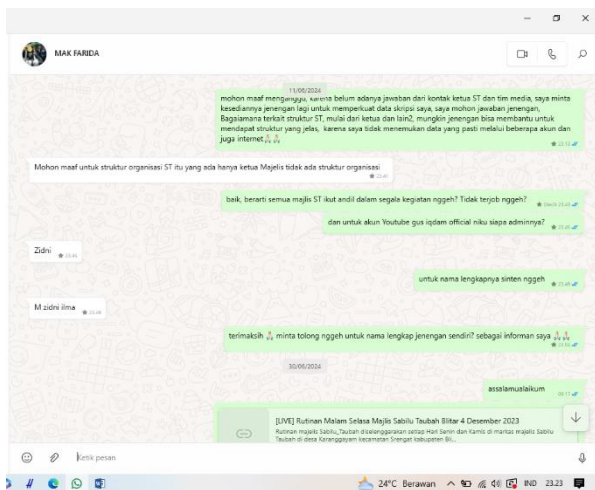 MAK FARIDA
11/05/2024
mohon maaf mengganggu, karena belum adanya jawaban dari kontak ketua ST dan tim media, saya minta
kesediannya jenengan lagi untuk memperkuat data skripsi saya, saya mohon jawaban jenengan,
Bagaiamana terkait struktur ST, mulai dari ketua dan lain2, mungkin jenengan bisa membantu untuk
mendapat struktur yang jelas, karena saya tidak menemukan data yang pasti melalui beberapa akun dan
juga internet
Mohon maaf untuk struktur organisasi ST itu yang ada hanya ketua Majelis tidak ada struktur organisasi
baik, berarti semua majlis ST ikut andil dalam segala kegiatan nggeh? Tidak terjob nggeh?
dan untuk akun Youtube gus iqdam official niku siapa adminnya?
Zidni
untuk nama lengkapnya sinten nggeh
M zidni ilma
terimaksih minta tolong nggeh untuk nama lengkap jenengan sendiri? sebagai informan saya
30/05/2024
assalamualaikum
[LIVE] Rutinan Malam Selasa Majlis Sabilu Taubah Blitar 4 Desember 2023
Rutinan majelis Sabilu_Taubah diselenggarakan setiap Hari Senin dan Kamis di markas majelis Sabilu
Taubah di desa Karanggayam kecamatan Srengat kabupaten Bli...
Ketik pesan
24°C Berawan
IND
23.23